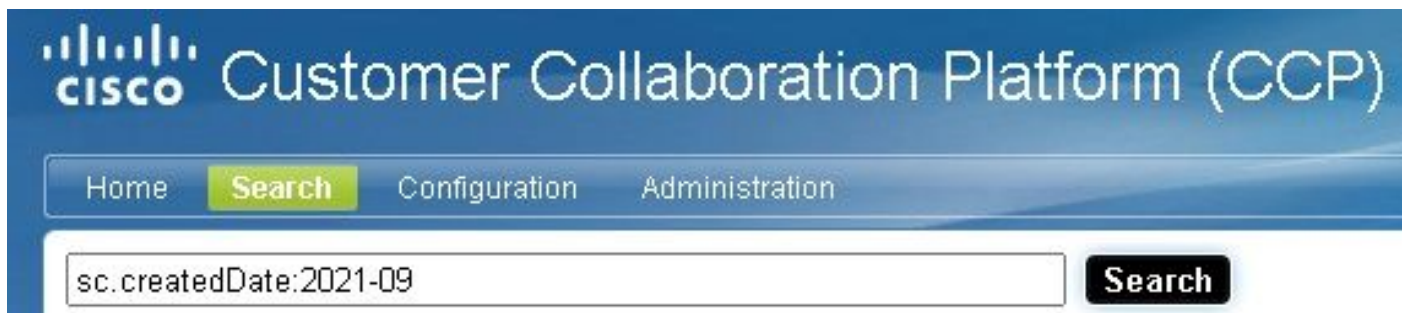 CISCO Customer Collaboration Platform (CCP)
Home Search Configuration Administration
sc.createdDate:2021-09 Search